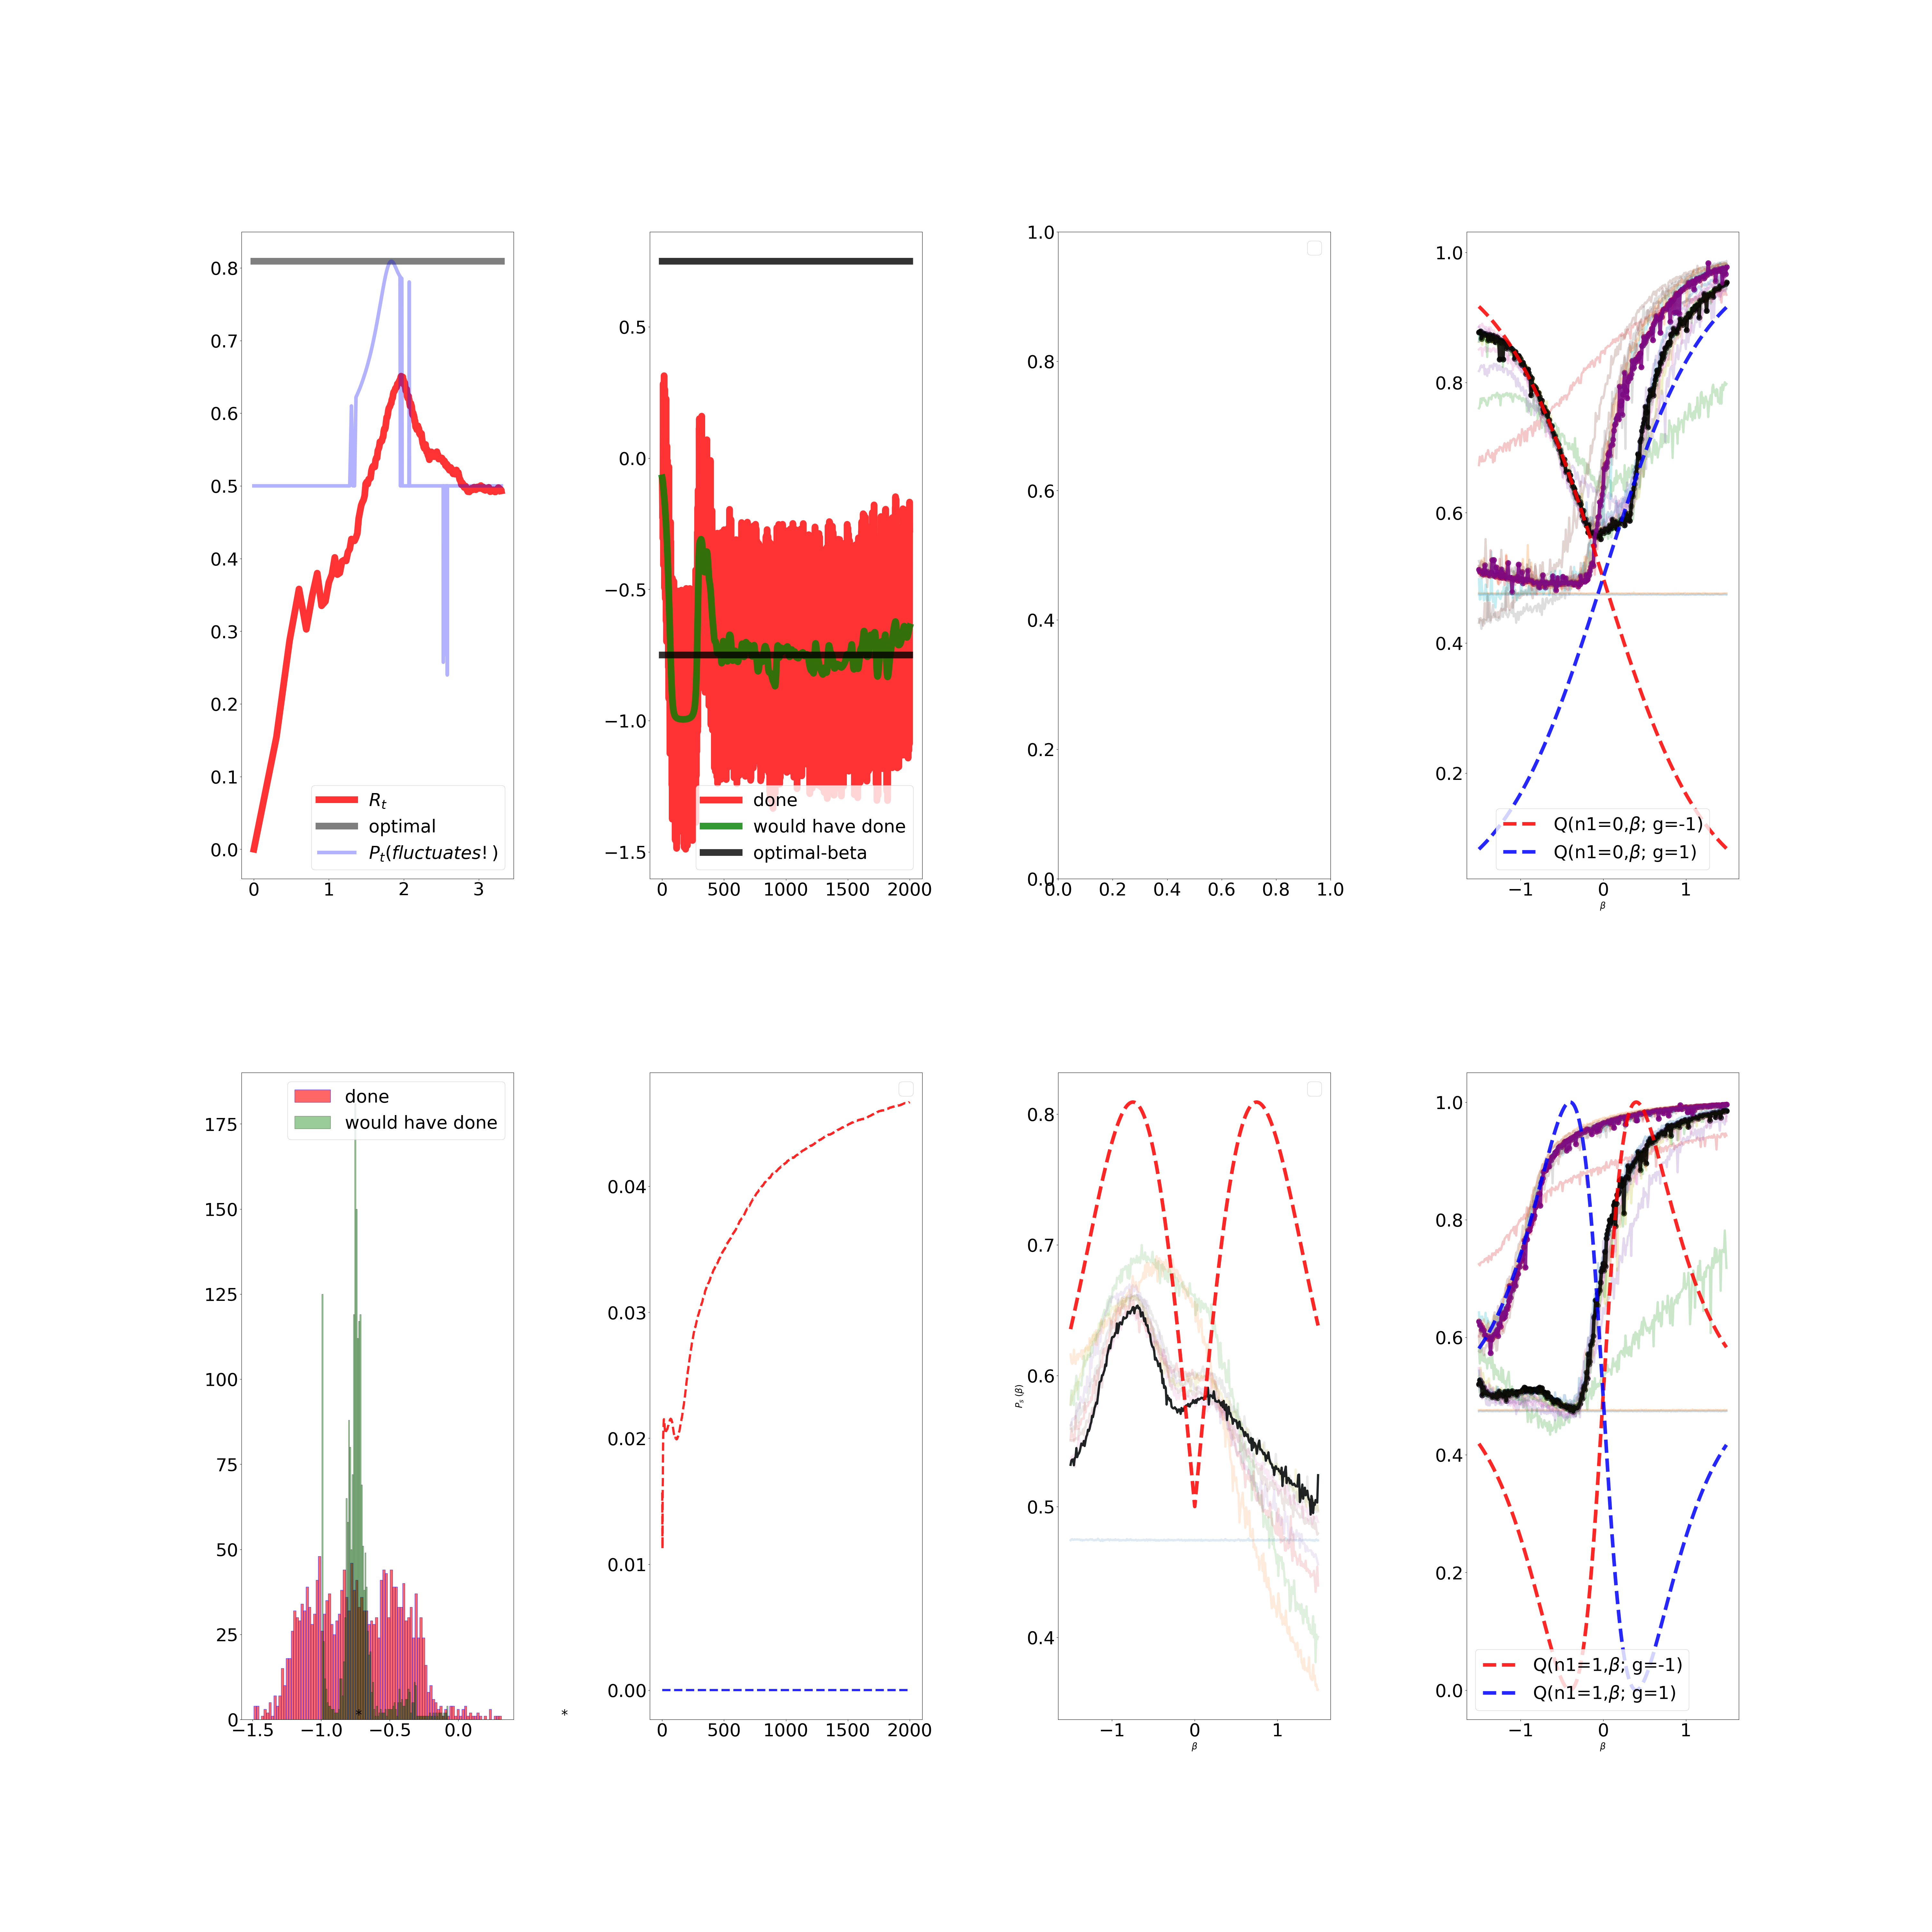 0.8
0.7
0.6
0.5
0.4
0.3
0.2
0.1
0.0
0 1 2 3
R_t
optimal
P_t(fluctuates!)
0.5
0.0
−0.5
−1.0
−1.5
0 500 1000 1500 2000
done
would have done
optimal-beta
1.0
0.8
0.6
0.4
0.2
0.0
0.0 0.2 0.4 0.6 0.8 1.0
1.0
0.8
0.6
0.4
0.2
−1 0 1
β
Q(n1=0,β; g=-1)
Q(n1=0,β; g=1)
done
would have done
175
150
125
100
75
50
25
0
−1.5 −1.0 −0.5 0.0
* *
0.04
0.03
0.02
0.01
0.00
0 500 1000 1500 2000
0.8
0.7
0.6
0.5
0.4
P_s (β)
−1 0 1
β
1.0
0.8
0.6
0.4
0.2
0.0
−1 0 1
β
Q(n1=1,β; g=-1)
Q(n1=1,β; g=1)